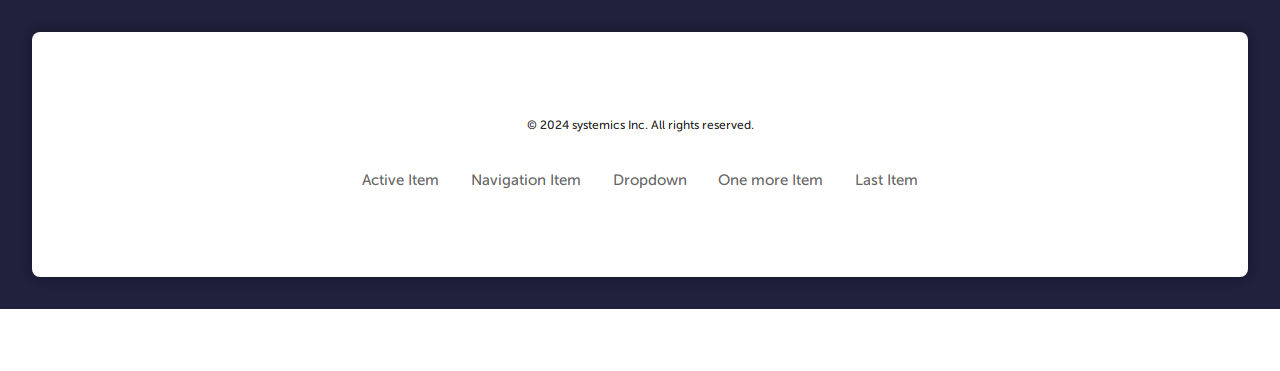 © 2024 systemics Inc. All rights reserved.
Active Item Navigation Item Dropdown One more Item Last Item